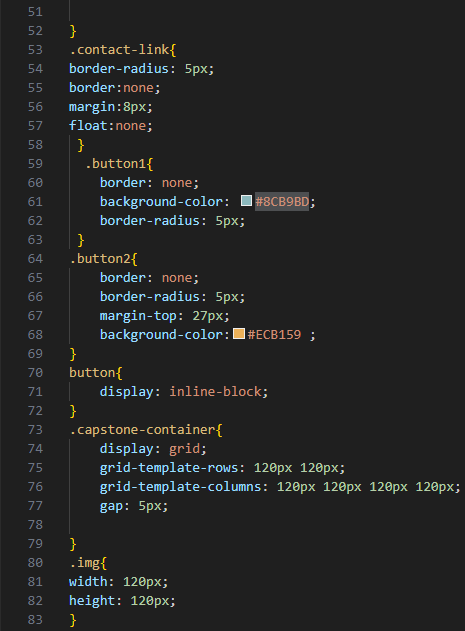 51
52 }
53 .contact-link{
54 border-radius: 5px;
55 border:none;
56 margin:8px;
57 float:none;
58 }
59 .button1{
60 border: none;
61 background-color: #8CB9BD;
62 border-radius: 5px;
63 }
64 .button2{
65 border: none;
66 border-radius: 5px;
67 margin-top: 27px;
68 background-color:#ECB159 ;
69 }
70 button{
71 display: inline-block;
72 }
73 .capstone-container{
74 display: grid;
75 grid-template-rows: 120px 120px;
76 grid-template-columns: 120px 120px 120px 120px;
77 gap: 5px;
78
79 }
80 .img{
81 width: 120px;
82 height: 120px;
83 }